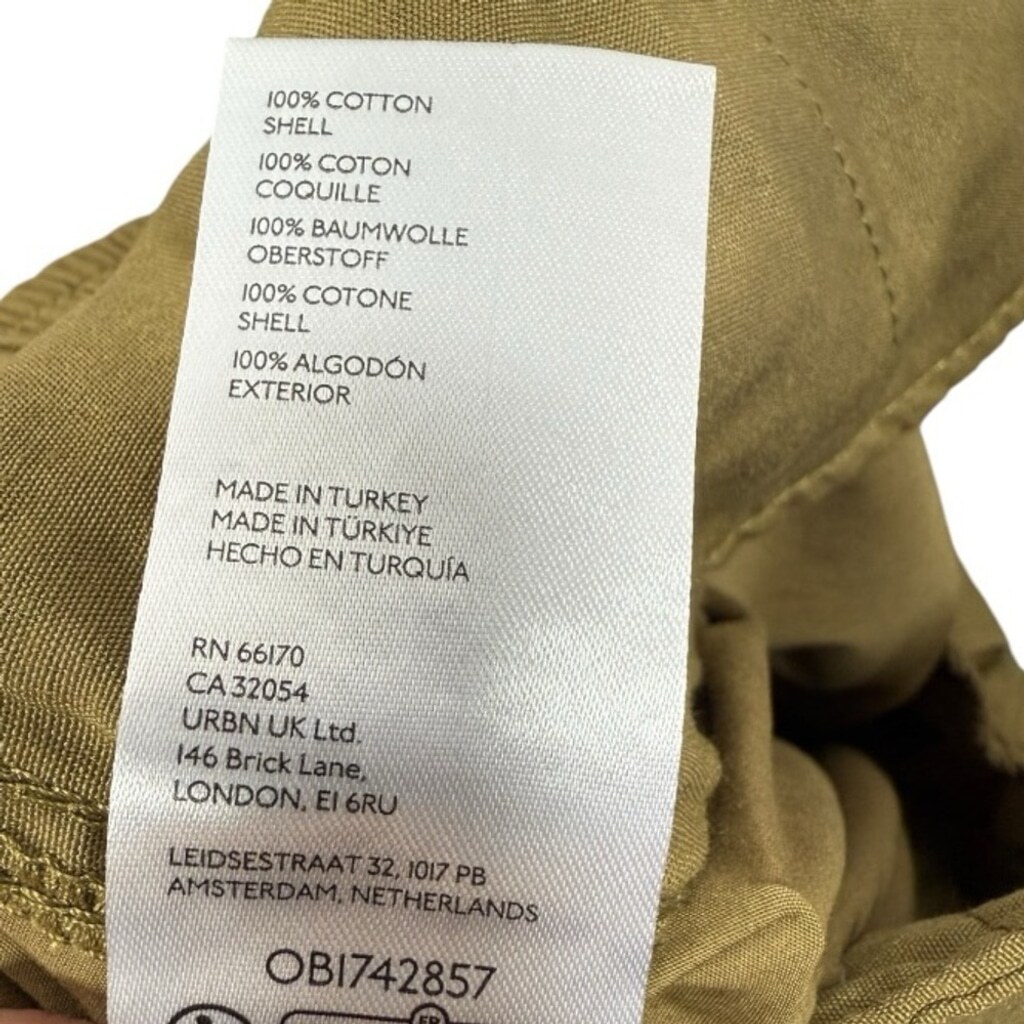 100% COTTON
SHELL
100% COTON
COQUILLE
100% BAUMWOLLE
OBERSTOFF
100% COTONE
SHELL
100% ALGODÓN
EXTERIOR
MADE IN TURKEY
MADE IN TÜRKIYE
HECHO EN TURQUÍA
RN 66170
CA 32054
URBN UK Ltd.
146 Brick Lane,
LONDON, E1 6RU
LEIDSESTRAAT 32, 1017 PB
AMSTERDAM, NETHERLANDS
OB1742857
FR